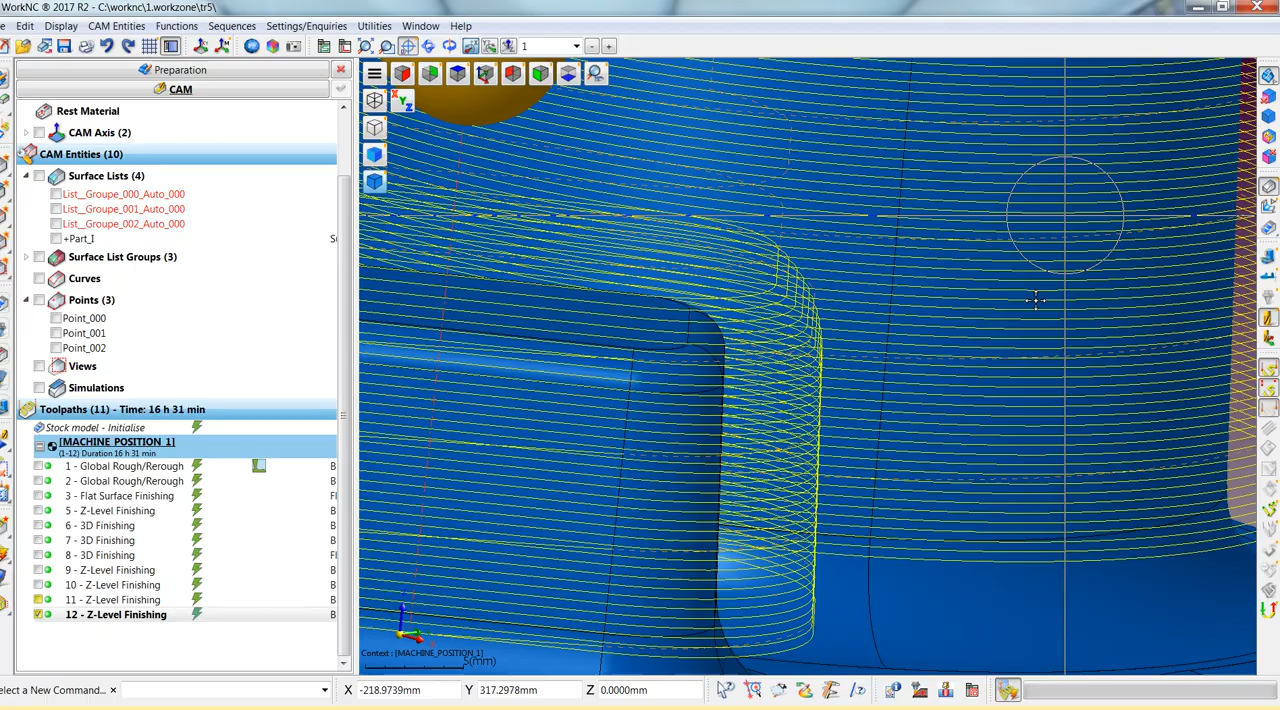 WorkNC ® 2017 R2 - C:\worknc\1.workzone\tr5\
Edit Display CAM Entities Functions Sequences Settings/Enquiries Utilities Window Help
1
- +
Preparation
CAM
Rest Material
CAM Axis (2)
CAM Entities (10)
Surface Lists (4)
List__Groupe_000_Auto_000
List__Groupe_001_Auto_000
List__Groupe_002_Auto_000
+Part_I
Surface List Groups (3)
Curves
Points (3)
Point_000
Point_001
Point_002
Views
Simulations
Toolpaths (11) - Time: 16 h 31 min
Stock model - Initialise
[MACHINE POSITION 1]
(1-12) Duration 16 h 31 min
1 - Global Rough/Rerough B
2 - Global Rough/Rerough B
3 - Flat Surface Finishing Fl
5 - Z-Level Finishing B
6 - 3D Finishing B
7 - 3D Finishing B
8 - 3D Finishing Fl
9 - Z-Level Finishing B
10 - Z-Level Finishing B
11 - Z-Level Finishing B
12 - Z-Level Finishing B
X Y Z
Context : [MACHINE_POSITION_1]
5(mm)
elect a New Command... × X -218.9739mm Y 317.2978mm Z 0.0000mm